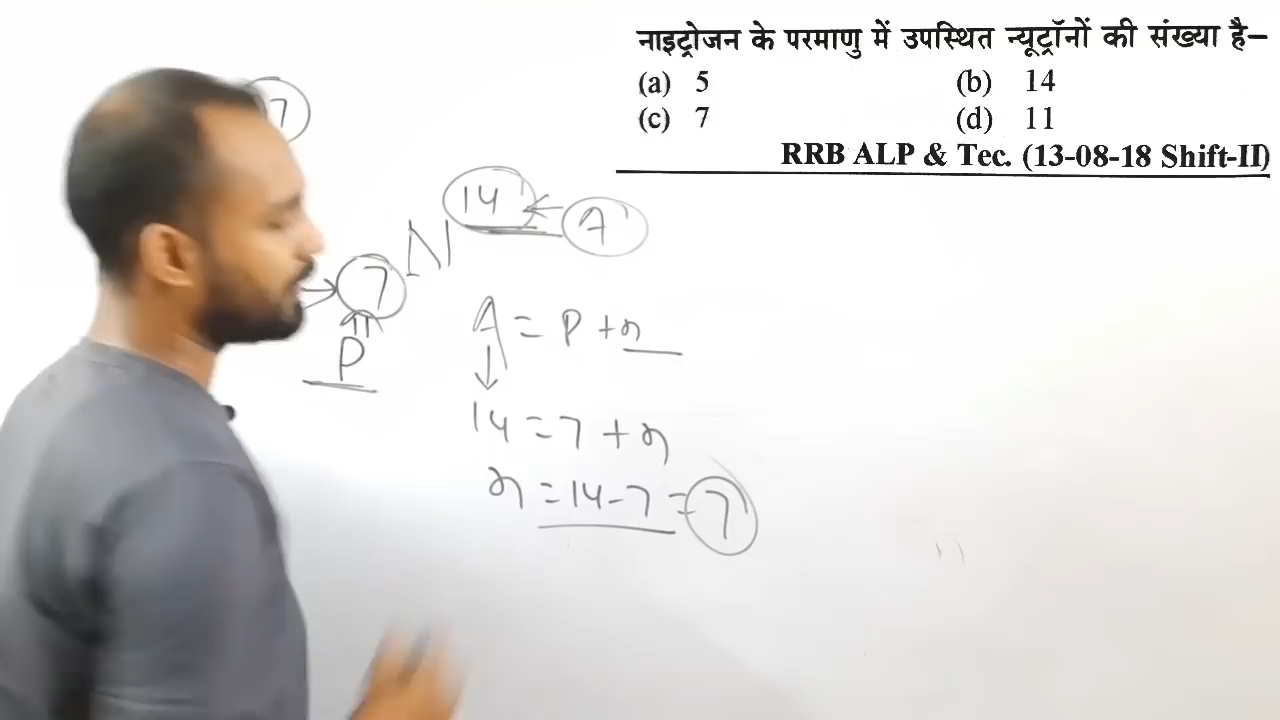 नाइट्रोजन के परमाणु में उपस्थित न्यूट्रॉनों की संख्या है–
(a) 5 (b) 14
(c) 7 (d) 11
RRB ALP & Tec. (13-08-18 Shift-II)
7
14 ← A
→ 7 N
P
A = P + n
↓
14 = 7 + n
n = 14 - 7 = 7